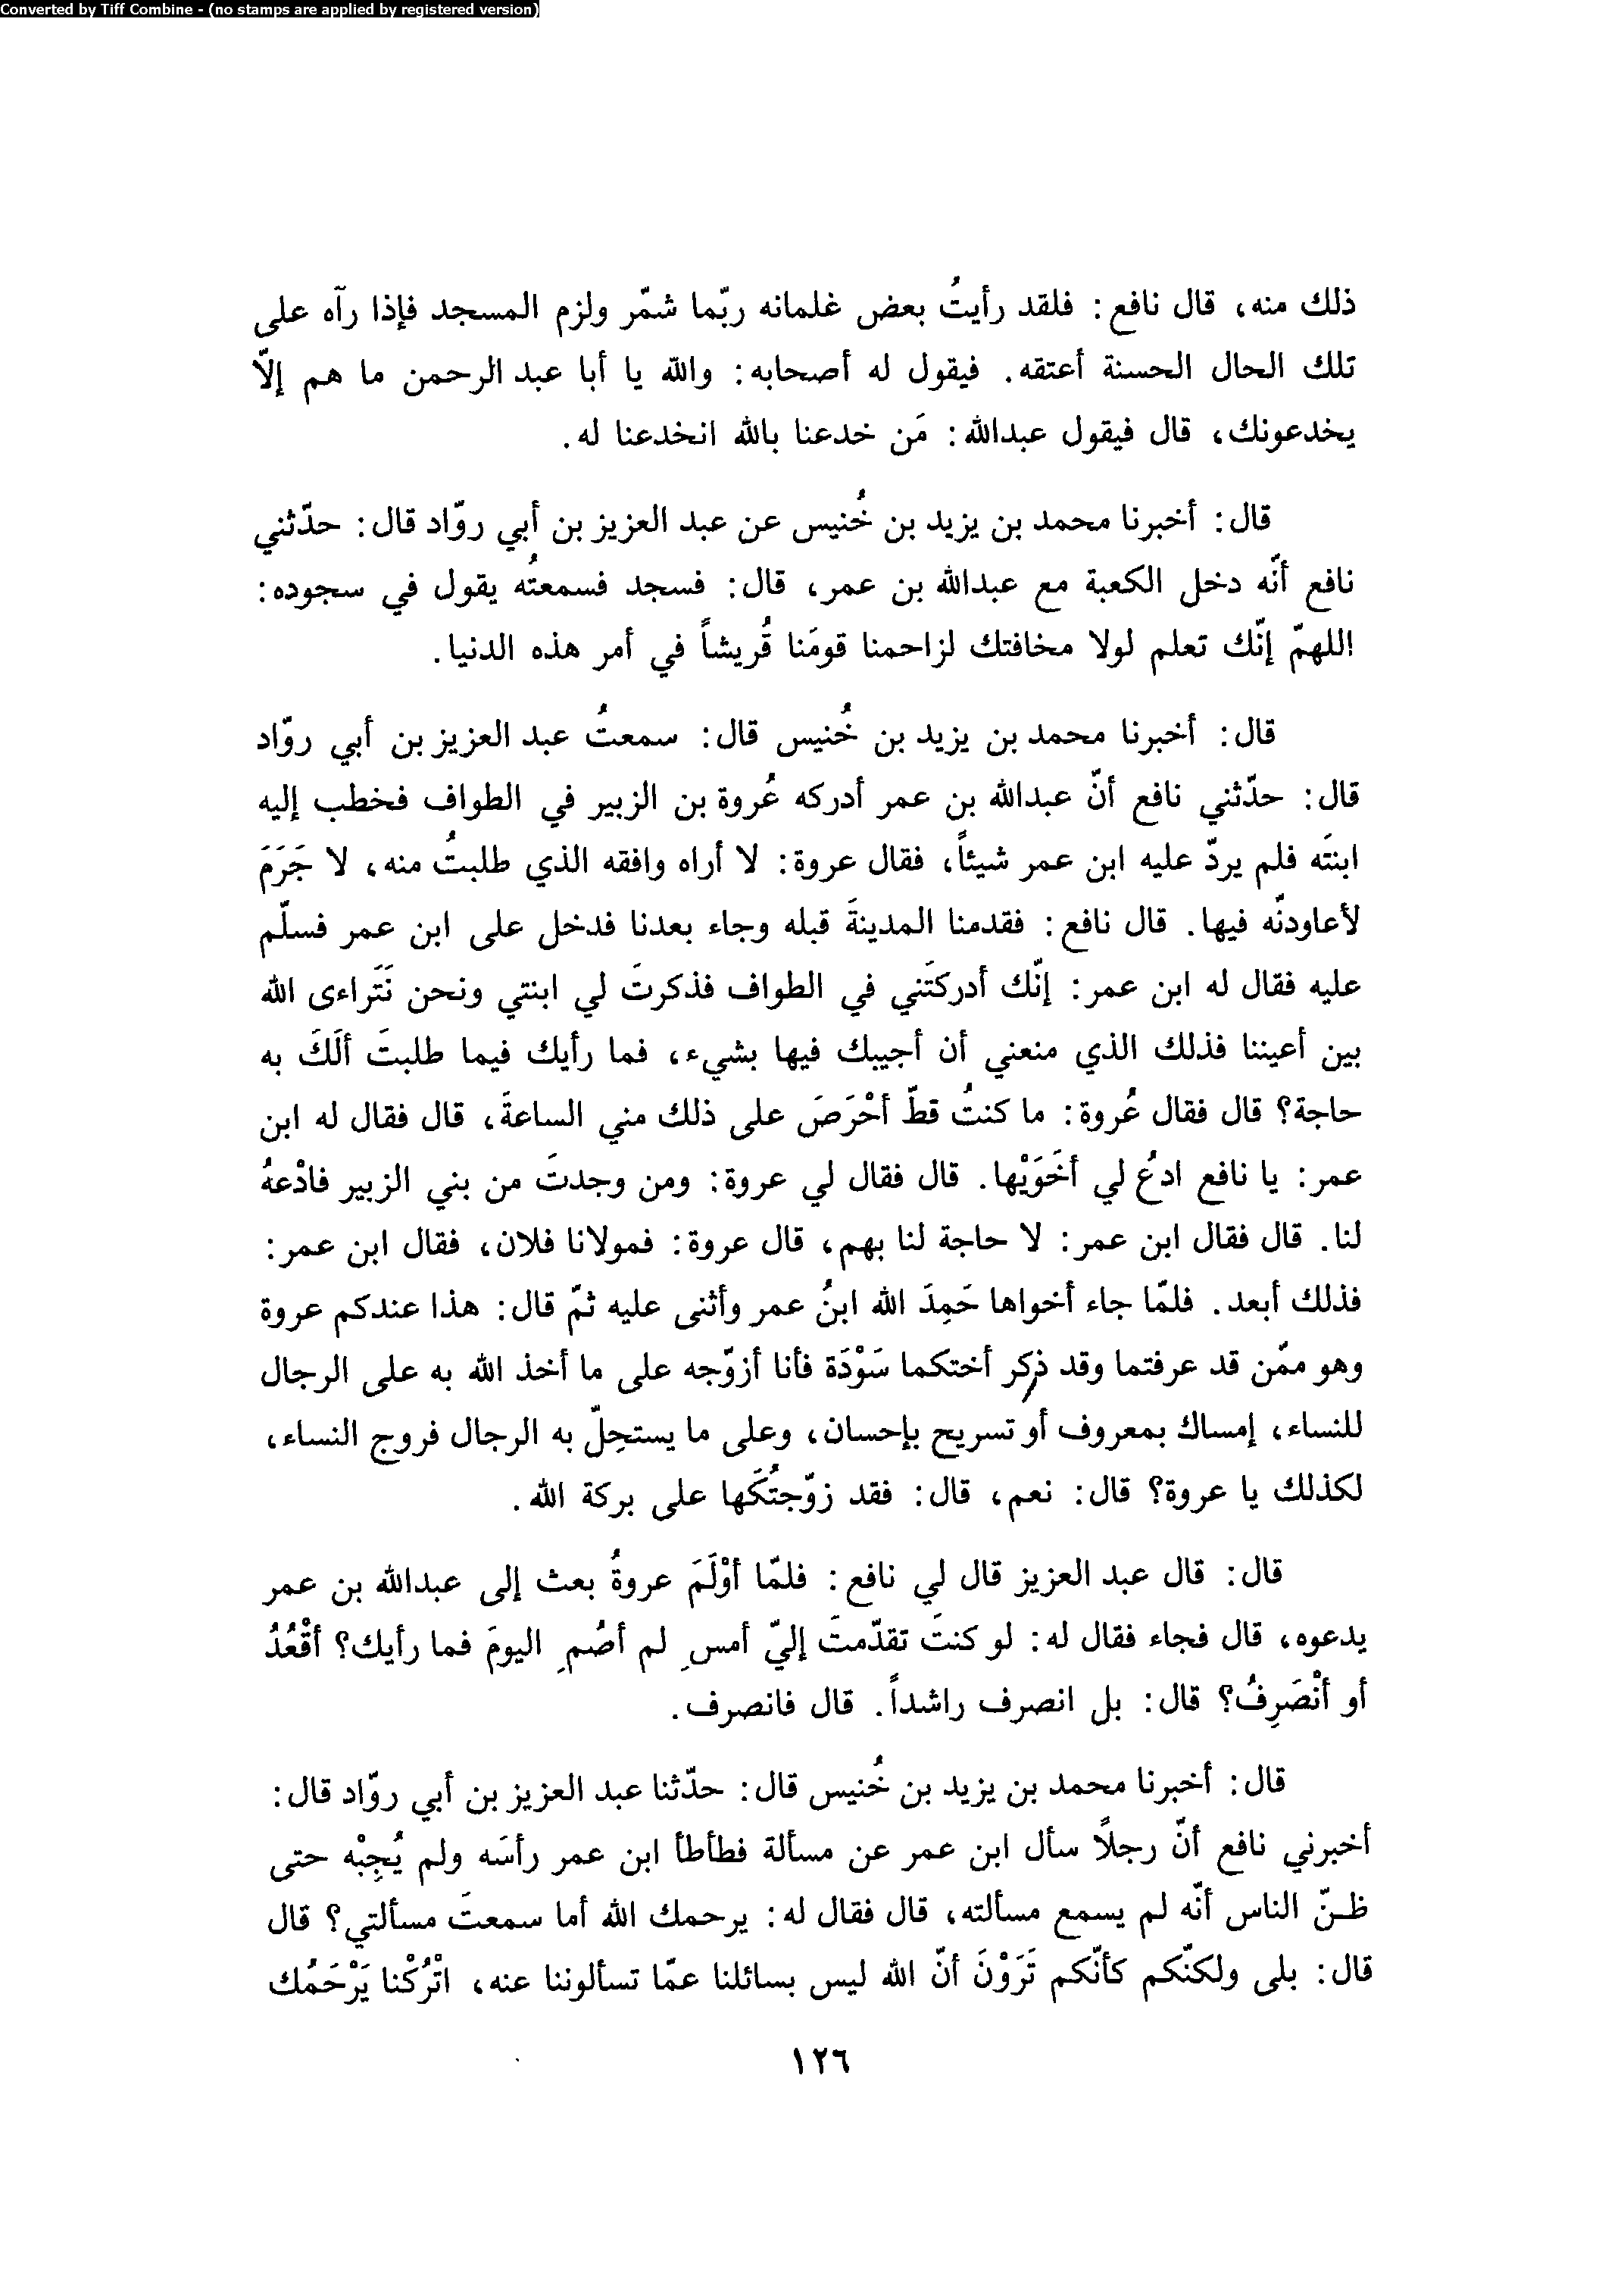 Converted by Tiff Combine - (no stamps are applied by registered version)
ذلك منه، قال نافع: فلقد رأيتُ بعض غلمانه ربّما شمّر ولزم المسجد فإذا رآه على
تلك الحال الحسنة أعتقه. فيقول له أصحابه: والله يا أبا عبد الرحمن ما هم إلّا
يخدعونك، قال فيقول عبدالله: مَن خدعنا بالله انخدعنا له.
قال: أخبرنا محمد بن يزيد بن خُنيس عن عبد العزيز بن أبي روّاد قال: حدّثني
نافع أنّه دخل الكعبة مع عبدالله بن عمر، قال: فسجد فسمعتُه يقول في سجوده:
اللهمّ إنّك تعلم لولا مخافتك لزاحمنا قومَنا قُريشاً في أمر هذه الدنيا.
قال: أخبرنا محمد بن يزيد بن خُنيس قال: سمعتُ عبد العزيز بن أبي روّاد
قال: حدّثني نافع أنّ عبدالله بن عمر أدركه عُروة بن الزبير في الطواف فخطب إليه
ابنتَه فلم يردّ عليه ابن عمر شيئاً، فقال عروة: لا أراه وافقه الذي طلبتُ منه، لا جَرَمَ
لأعاودنّه فيها. قال نافع: فقدمنا المدينةَ قبله وجاء بعدنا فدخل على ابن عمر فسلّم
عليه فقال له ابن عمر: إنّك أدركتَني في الطواف فذكرتَ لي ابنتي ونحن نَتَراءى الله
بين أعيننا فذلك الذي منعني أن أجيبك فيها بشيء، فما رأيك فيما طلبتَ ألَكَ به
حاجة؟ قال فقال عُروة: ما كنتُ قطّ أحْرَصَ على ذلك مني الساعةَ، قال فقال له ابن
عمر: يا نافع ادعُ لي أخَوَيْها. قال فقال لي عروة: ومن وجدتَ من بني الزبير فادْعهُ
لنا. قال فقال ابن عمر: لا حاجة لنا بهم، قال عروة: فمولانا فلان، فقال ابن عمر:
فذلك أبعد. فلمّا جاء أخواها حَمِدَ الله ابنُ عمر وأثنى عليه ثمّ قال: هذا عندكم عروة
وهو ممّن قد عرفتما وقد ذكر أختكما سَوْدَة فأنا أزوّجه على ما أخذ الله به على الرجال
للنساء، إمساك بمعروف أو تسريح بإحسان، وعلى ما يستحِلّ به الرجال فروج النساء،
لكذلك يا عروة؟ قال: نعم، قال: فقد زوّجتُكَها على بركة الله.
قال: قال عبد العزيز قال لي نافع: فلمّا أوْلَمَ عروةُ بعث إلى عبدالله بن عمر
يدعوه، قال فجاء فقال له: لو كنتَ تقدّمتَ إليّ أمسِ لم أصُمِ اليومَ فما رأيك؟ أقْعُدُ
أو أنْصَرِفُ؟ قال: بل انصرف راشداً. قال فانصرف.
قال: أخبرنا محمد بن يزيد بن خُنيس قال: حدّثنا عبد العزيز بن أبي روّاد قال:
أخبرني نافع أنّ رجلًا سأل ابن عمر عن مسألة فطأطأ ابن عمر رأسَه ولم يُجِبْه حتى
ظنّ الناس أنّه لم يسمع مسألته، قال فقال له: يرحمك الله أما سمعتَ مسألتي؟ قال
قال: بلى ولكنّكم كأنّكم تَرَوْنَ أنّ الله ليس بسائلنا عمّا تسألوننا عنه، اتْرُكْنا يَرْحَمُك
١٢٦